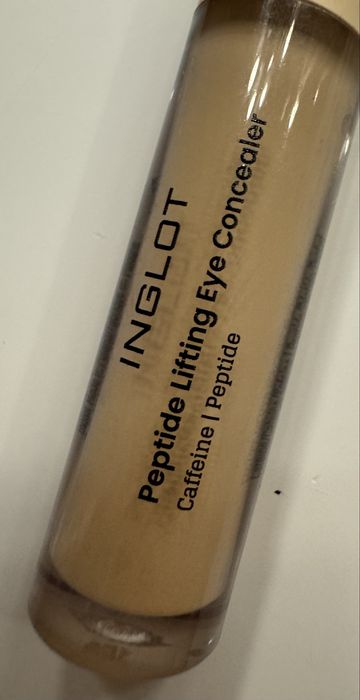 INGLOT
Peptide Lifting Eye Concealer
Caffeine | Peptide